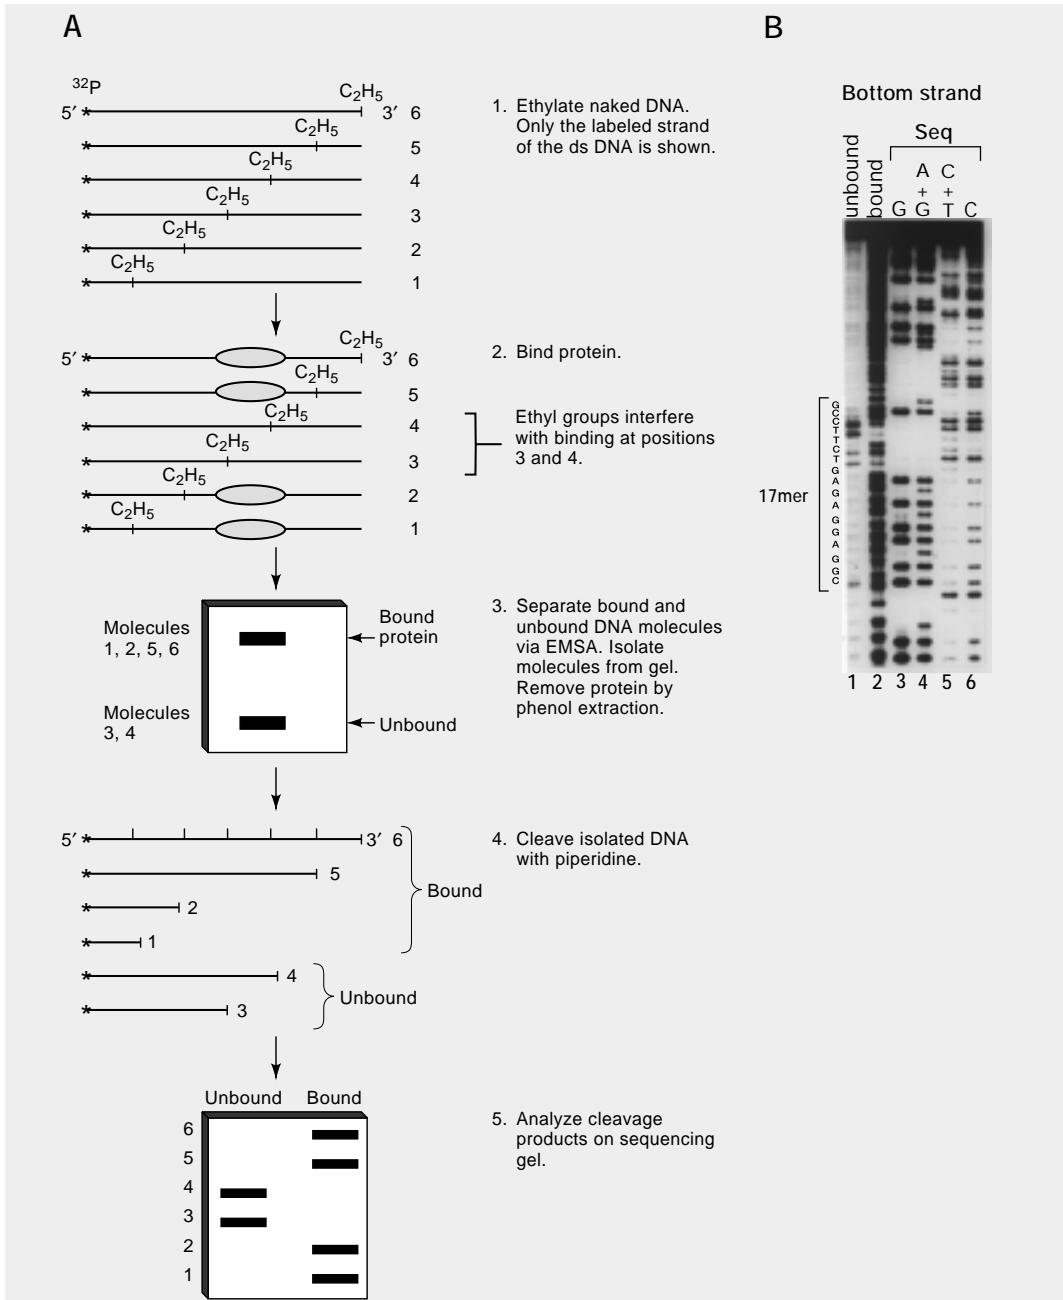 A
32P
C2H5
5′ * 3′ 6
C2H5
* 5
C2H5
* 4
C2H5
* 3
C2H5
* 2
C2H5
* 1
1. Ethylate naked DNA.
Only the labeled strand
of the ds DNA is shown.
C2H5
5′ * 3′ 6
C2H5
* 5
C2H5
* 4
C2H5
* 3
C2H5
* 2
C2H5
* 1
2. Bind protein.
Ethyl groups interfere
with binding at positions
3 and 4.
Molecules
1, 2, 5, 6
Bound
protein
Molecules
3, 4
Unbound
3. Separate bound and
unbound DNA molecules
via EMSA. Isolate
molecules from gel.
Remove protein by
phenol extraction.
5′ * 3′ 6
* 5
* 2
* 1
Bound
* 4
* 3
Unbound
4. Cleave isolated DNA
with piperidine.
Unbound Bound
6
5
4
3
2
1
5. Analyze cleavage
products on sequencing
gel.
B
Bottom strand
Seq
unbound
bound
G
A
+
G
C
+
T
C
17mer
G
C
C
T
T
C
T
G
A
G
A
G
G
A
G
G
C
1 2 3 4 5 6